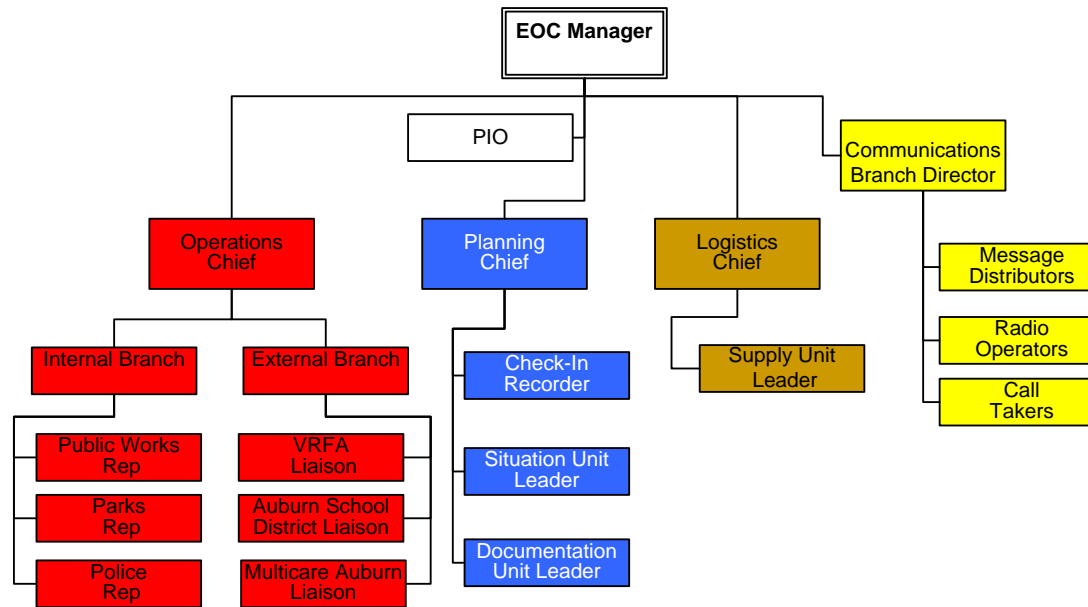 EOC Manager
PIO
Communications
Branch Director
Operations
Chief
Planning
Chief
Logistics
Chief
Message
Distributors
Radio
Operators
Call
Takers
Internal Branch
External Branch
Check-In
Recorder
Supply Unit
Leader
Public Works
Rep
VRFA
Liaison
Situation Unit
Leader
Parks
Rep
Auburn School
District Liaison
Documentation
Unit Leader
Police
Rep
Multicare Auburn
Liaison